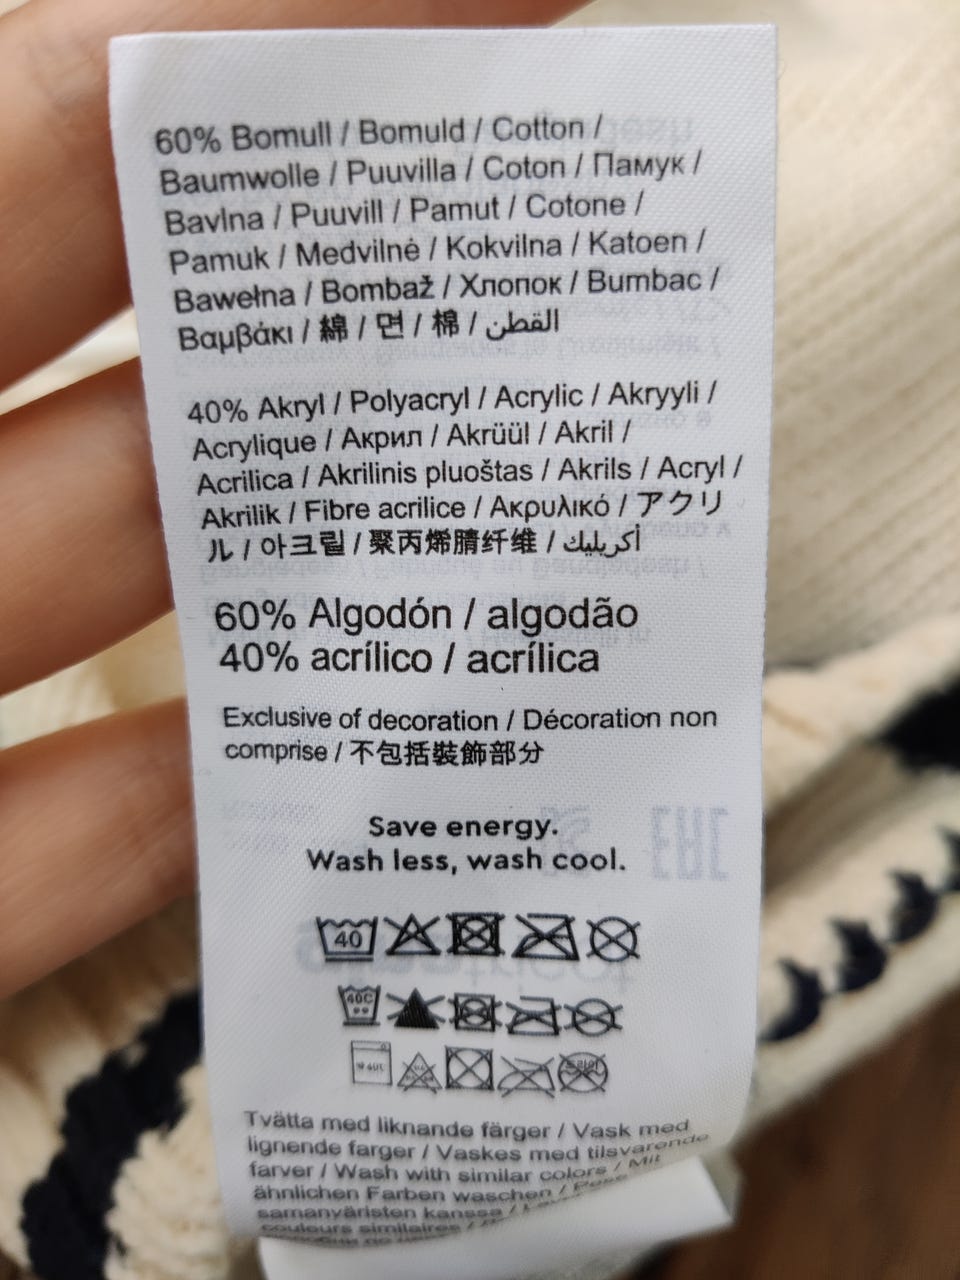 60% Bomull / Bomuld / Cotton /
Baumwolle / Puuvilla / Coton / Памук /
Bavlna / Puuvill / Pamut / Cotone /
Pamuk / Medvilnė / Kokvilna / Katoen /
Bawełna / Bombaž / Хлопок / Bumbac /
Βαμβάκι / 綿 / 면 / 棉 / القطن
40% Akryl / Polyacryl / Acrylic / Akryyli /
Acrylique / Акрил / Akrüül / Akril /
Acrilica / Akrilinis pluoštas / Akrils / Acryl /
Akrilik / Fibre acrilice / Ακρυλικό / アクリ
ル / 아크릴 / 聚丙烯腈纤维 / أكريليك
60% Algodón / algodão
40% acrílico / acrílica
Exclusive of decoration / Décoration non
comprise / 不包括裝飾部分
Save energy.
Wash less, wash cool.
40
40C
Tvätta med liknande färger / Vask med
lignende farger / Vaskes med tilsvarende
farver / Wash with similar colors / Mit
ähnlichen Farben waschen /
samanväristen kanssa /
couleurs similaires /